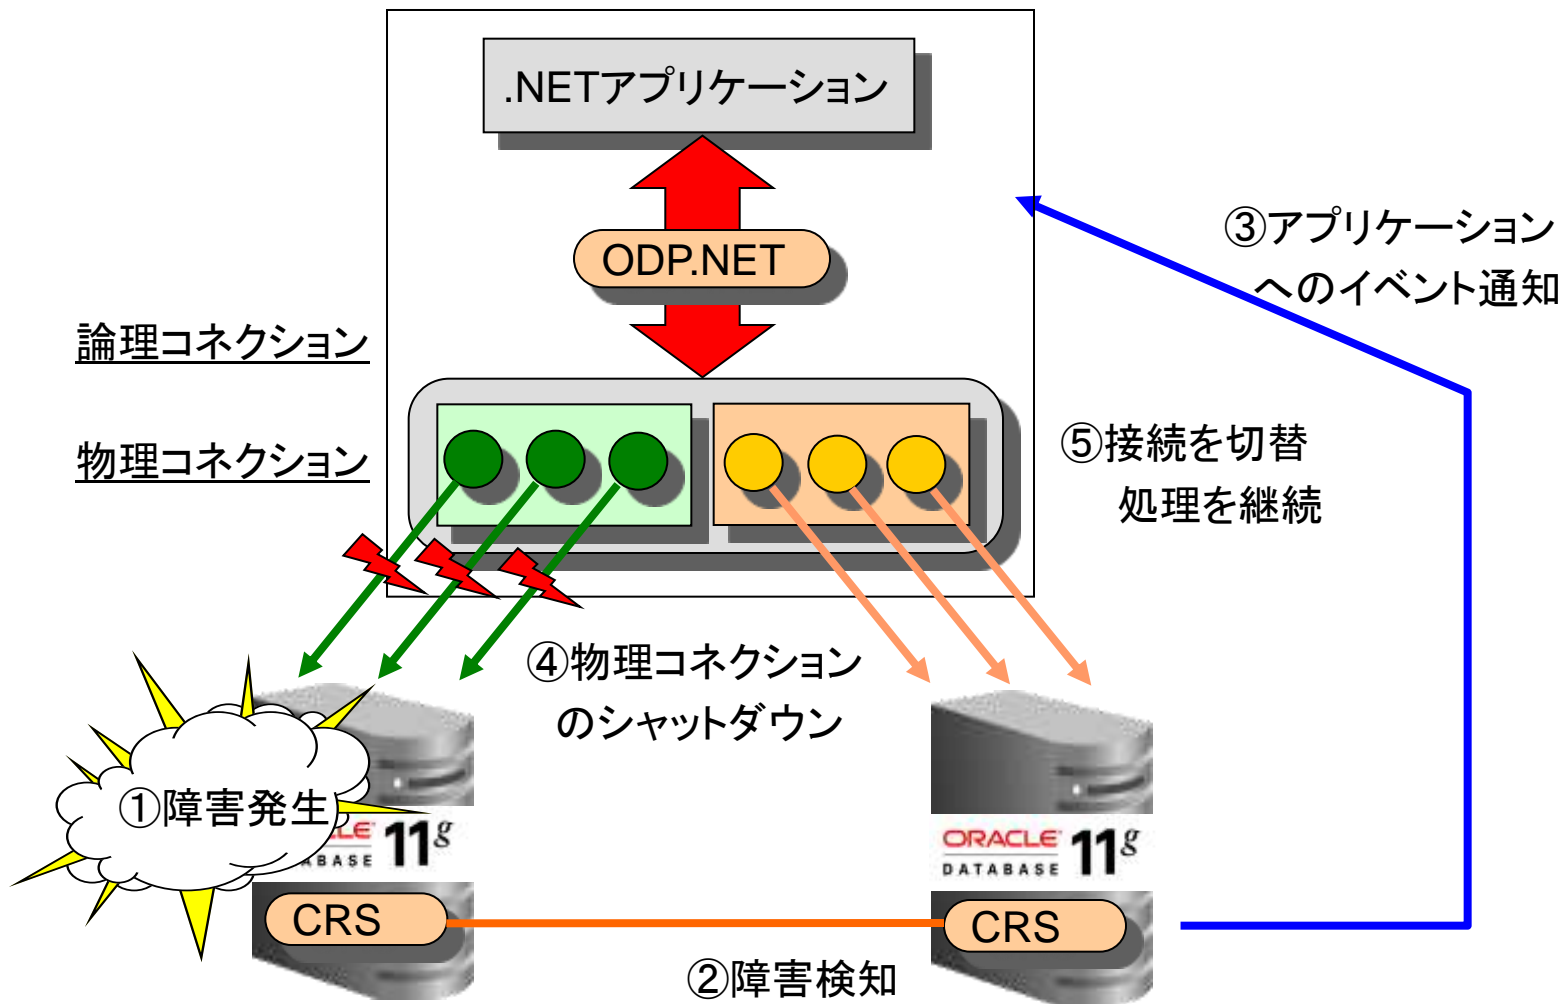 .NETアプリケーション
ODP.NET
③アプリケーション
へのイベント通知
論理コネクション
物理コネクション
⑤接続を切替
処理を継続
④物理コネクション
のシャットダウン
①障害発生
LE 11g
ABASE
ORACLE 11g
DATABASE
CRS
CRS
②障害検知